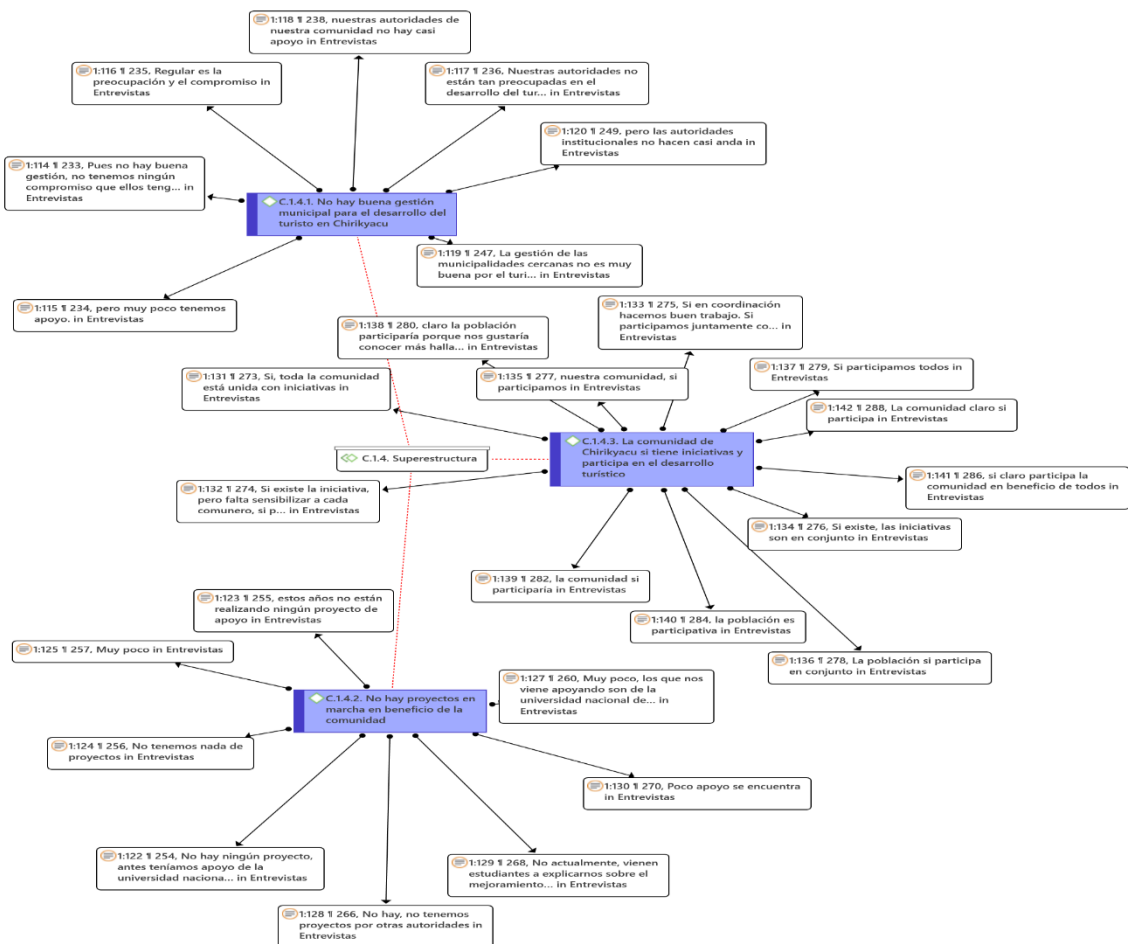 1:118 ¶ 238, nuestras autoridades de
nuestra comunidad no hay casi
apoyo in Entrevistas
1:116 ¶ 235, Regular es la
preocupación y el compromiso in
Entrevistas
1:117 ¶ 236, Nuestras autoridades no
están tan preocupadas en el
desarrollo del tur... in Entrevistas
1:120 ¶ 249, pero las autoridades
institucionales no hacen casi anda in
Entrevistas
1:114 ¶ 233, Pues no hay buena
gestión, no tenemos ningún
compromiso que ellos teng... in
Entrevistas
C.1.4.1. No hay buena gestión
municipal para el desarrollo del
turisto en Chirikyacu
1:119 ¶ 247, La gestión de las
municipalidades cercanas no es muy
buena por el turi... in Entrevistas
1:115 ¶ 234, pero muy poco tenemos
apoyo. in Entrevistas
1:133 ¶ 275, Si en coordinación
hacemos buen trabajo. Si
participamos juntamente co... in
Entrevistas
1:138 ¶ 280, claro la población
participaría porque nos gustaría
conocer más halla... in Entrevistas
1:131 ¶ 273, Si, toda la comunidad
está unida con iniciativas in
Entrevistas
1:135 ¶ 277, nuestra comunidad, si
participamos in Entrevistas
1:137 ¶ 279, Si participamos todos in
Entrevistas
1:142 ¶ 288, La comunidad claro si
participa in Entrevistas
C.1.4.3. La comunidad de
Chirikyacu si tiene iniciativas y
participa en el desarrollo
turístico
C.1.4. Superestructura
1:141 ¶ 286, si claro participa la
comunidad en beneficio de todos in
Entrevistas
1:132 ¶ 274, Si existe la iniciativa,
pero falta sensibilizar a cada
comunero, si p... in Entrevistas
1:134 ¶ 276, Si existe, las iniciativas
son en conjunto in Entrevistas
1:139 ¶ 282, la comunidad si
participaría in Entrevistas
1:140 ¶ 284, la población es
participativa in Entrevistas
1:136 ¶ 278, La población si participa
en conjunto in Entrevistas
1:123 ¶ 255, estos años no están
realizando ningún proyecto de
apoyo in Entrevistas
1:125 ¶ 257, Muy poco in Entrevistas
C.1.4.2. No hay proyectos en
marcha en beneficio de la
comunidad
1:127 ¶ 260, Muy poco, los que nos
viene apoyando son de la
universidad nacional de... in
Entrevistas
1:124 ¶ 256, No tenemos nada de
proyectos in Entrevistas
1:130 ¶ 270, Poco apoyo se encuentra
in Entrevistas
1:122 ¶ 254, No hay ningún proyecto,
antes teníamos apoyo de la
universidad naciona... in Entrevistas
1:129 ¶ 268, No actualmente, vienen
estudiantes a explicarnos sobre el
mejoramiento... in Entrevistas
1:128 ¶ 266, No hay, no tenemos
proyectos por otras autoridades in
Entrevistas